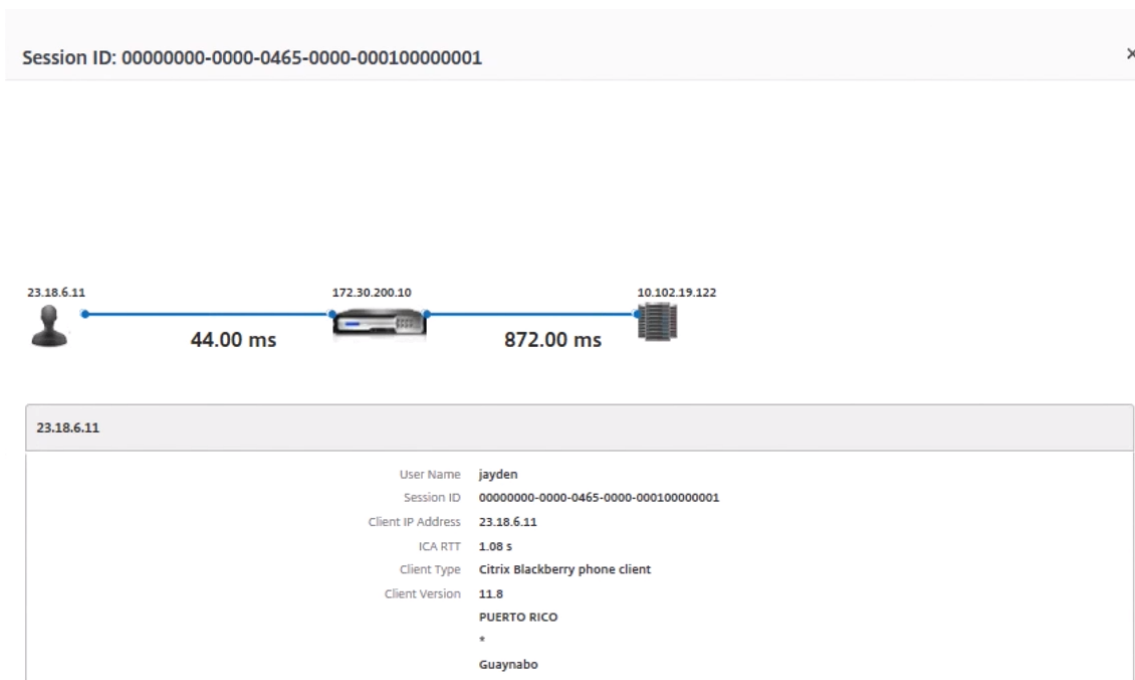 Session ID: 00000000-0000-0465-0000-000100000001
23.18.6.11 172.30.200.10 10.102.19.122
44.00 ms 872.00 ms
23.18.6.11
User Name jayden
Session ID 00000000-0000-0465-0000-000100000001
Client IP Address 23.18.6.11
ICA RTT 1.08 s
Client Type Citrix Blackberry phone client
Client Version 11.8
PUERTO RICO
*
Guaynabo